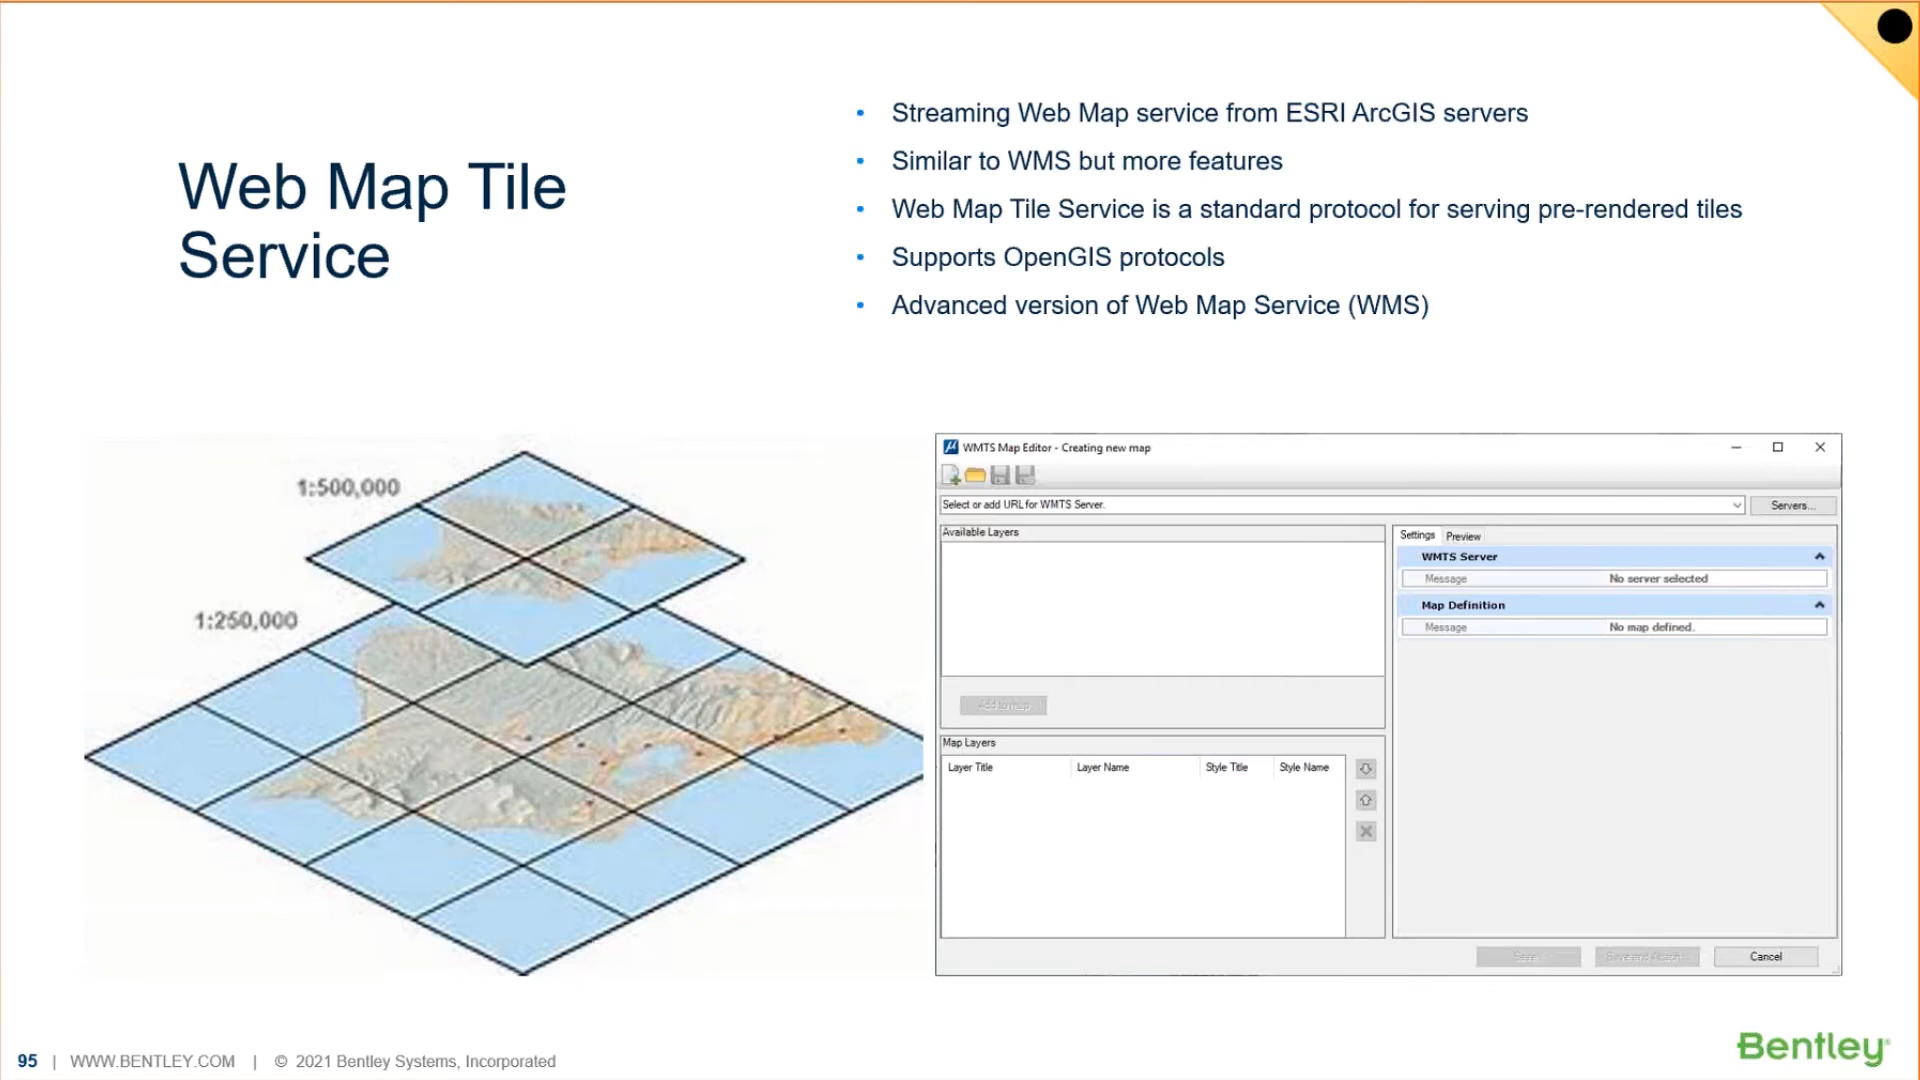 Web Map Tile
Service
• Streaming Web Map service from ESRI ArcGIS servers
• Similar to WMS but more features
• Web Map Tile Service is a standard protocol for serving pre-rendered tiles
• Supports OpenGIS protocols
• Advanced version of Web Map Service (WMS)
1:500,000
1:250,000
WMTS Map Editor - Creating new map
Select or add URL for WMTS Server.
Servers...
Available Layers
Add to map
Map Layers
Layer Title Layer Name Style Title Style Name
Settings Preview
WMTS Server
Message No server selected
Map Definition
Message No map defined.
Cancel
95 | WWW.BENTLEY.COM | © 2021 Bentley Systems, Incorporated
Bentley®